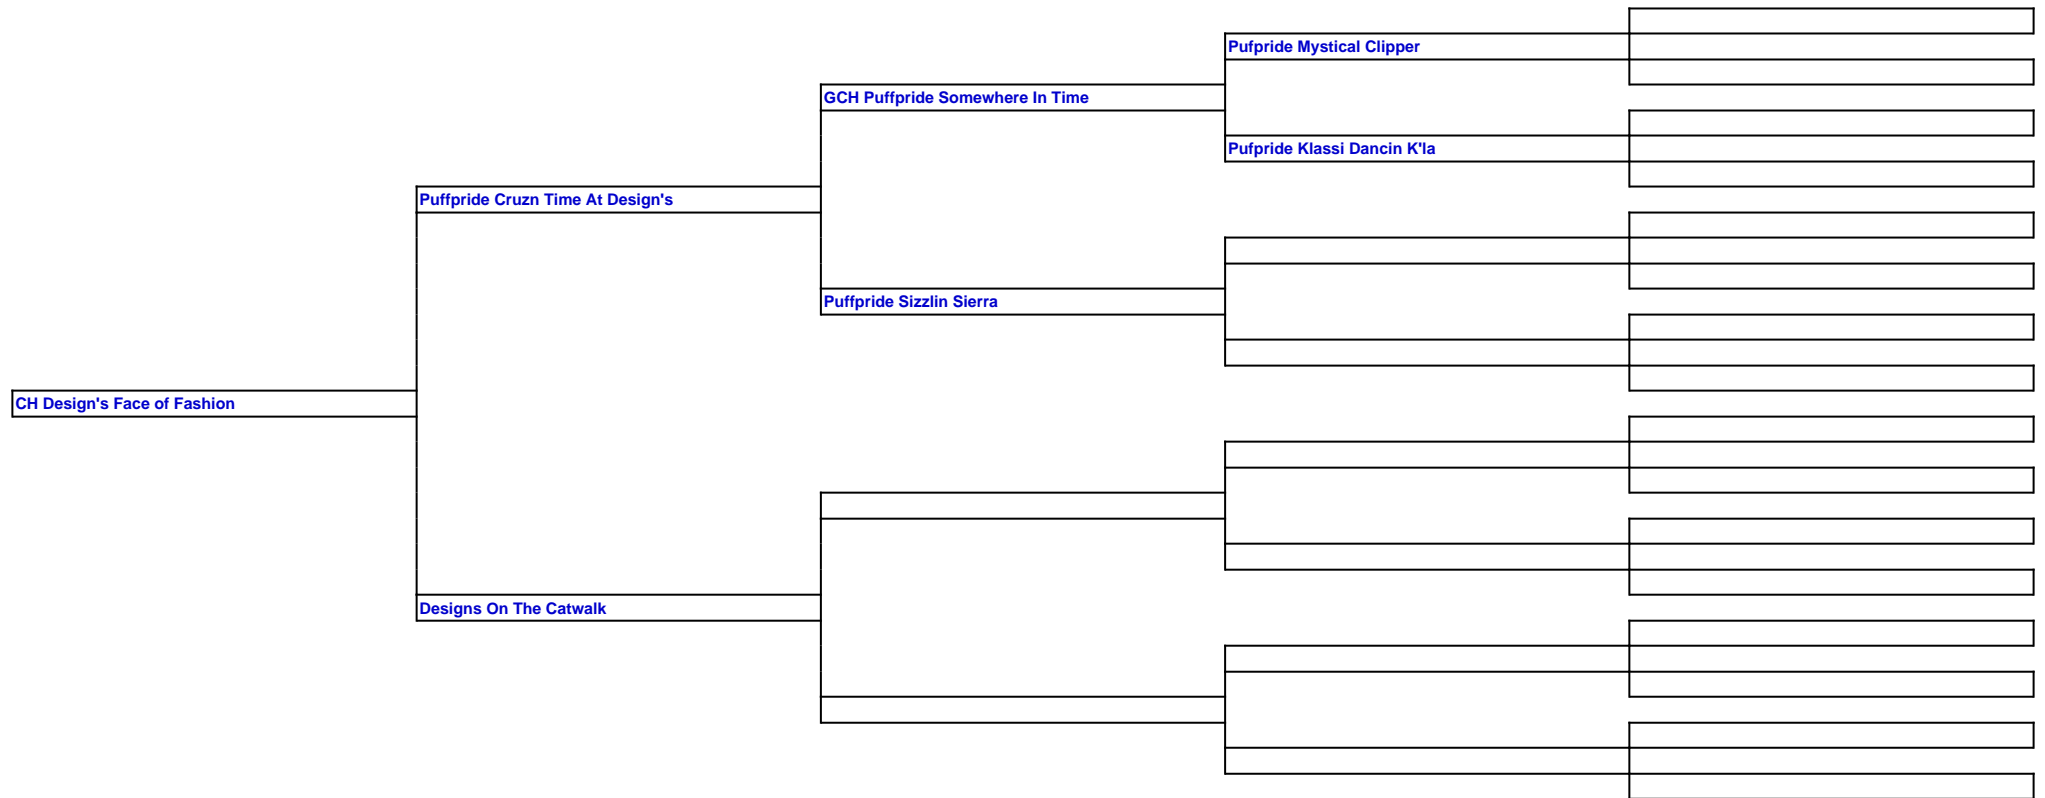 Pufpride Mystical Clipper
GCH Puffpride Somewhere In Time
Pufpride Klassi Dancin K'la
Puffpride Cruzn Time At Design's
Puffpride Sizzlin Sierra
CH Design's Face of Fashion
Designs On The Catwalk